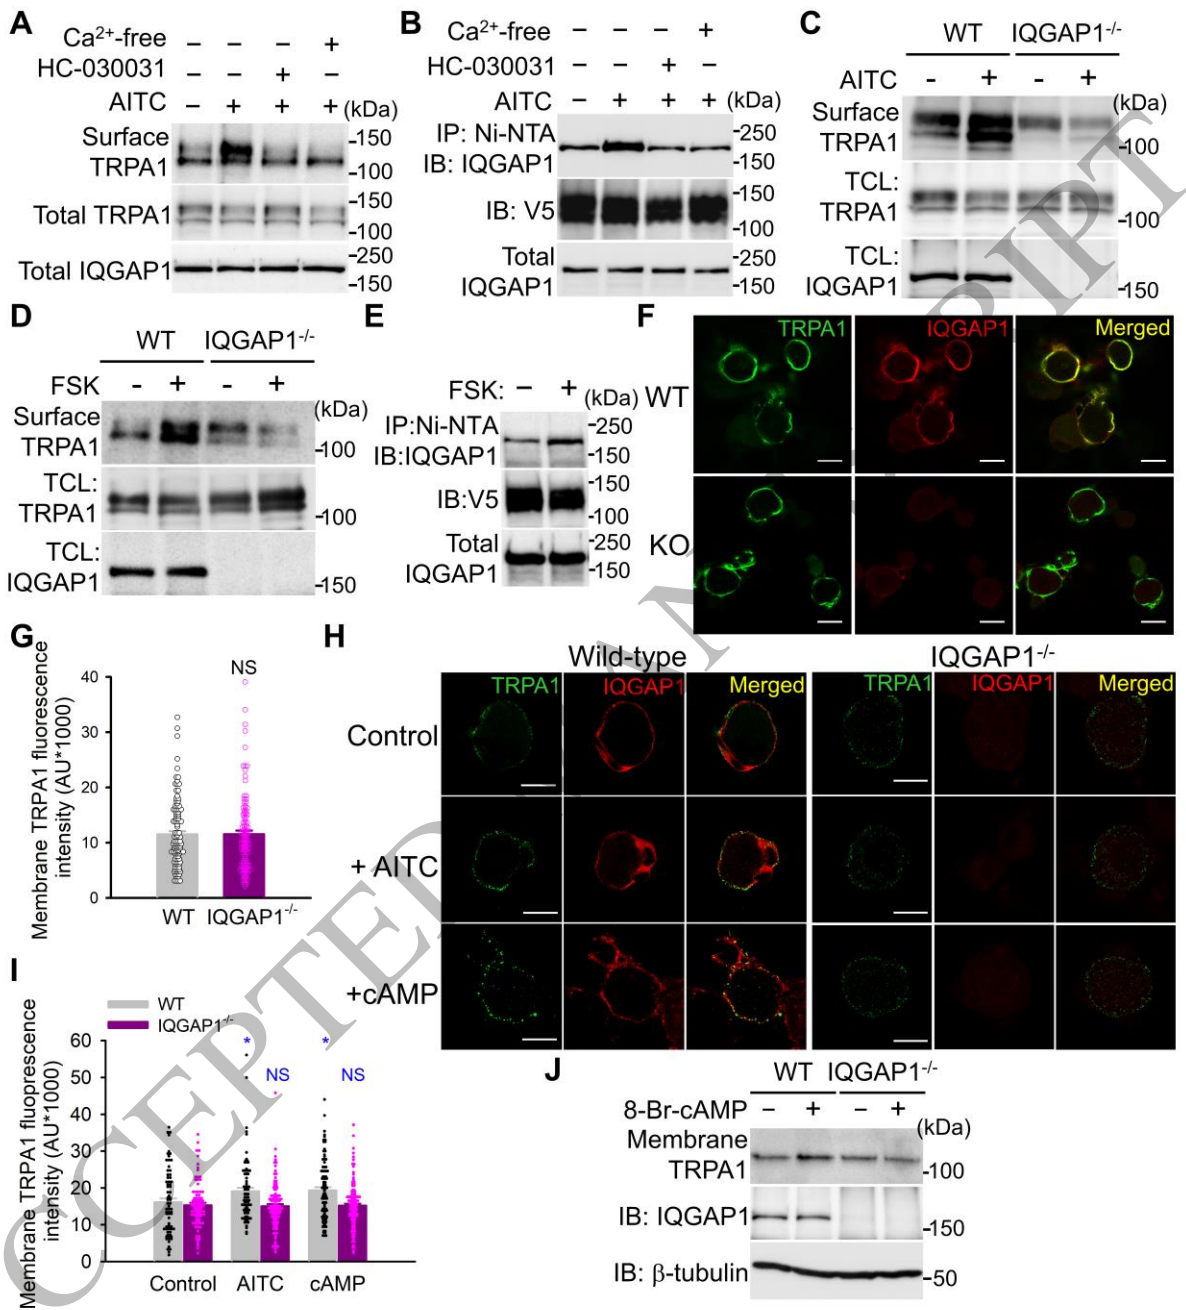 A
Ca2+-free – – – +
HC-030031 – – + –
AITC – + + + (kDa)
Surface
TRPA1
-150
-100
Total TRPA1
-150
-100
Total IQGAP1
-250
-150
B
Ca2+-free – – – +
HC-030031 – – + –
AITC – + + + (kDa)
IP: Ni-NTA
IB: IQGAP1
-250
-150
IB: V5
-150
-100
Total
IQGAP1
-250
-150
C
WT IQGAP1-/-
AITC - + - +
(kDa)
Surface
TRPA1
-100
TCL:
TRPA1
-100
TCL:
IQGAP1
-150
D
WT IQGAP1-/-
FSK - + - +
(kDa)
Surface
TRPA1
-100
TCL:
TRPA1
-100
TCL:
IQGAP1
-150
E
FSK: – + (kDa)
IP:Ni-NTA
IB:IQGAP1
-250
-150
IB:V5
-150
-100
Total
IQGAP1
-250
-150
F
TRPA1 IQGAP1 Merged
WT
KO
G
Membrane TRPA1 fluorescence
intensity (AU*1000)
40
30
20
10
0
NS
WT IQGAP1-/-
H
Wild-type IQGAP1-/-
TRPA1 IQGAP1 Merged TRPA1 IQGAP1 Merged
Control
+ AITC
+cAMP
I
WT
IQGAP1-/-
Membrane TRPA1 fluoprescence
intensity (AU*1000)
60
50
40
30
20
10
0
* NS * NS
Control AITC cAMP
J
WT IQGAP1-/-
8-Br-cAMP – + – +
(kDa)
Membrane
TRPA1
-100
IB: IQGAP1
-150
IB: β-tubulin
-50